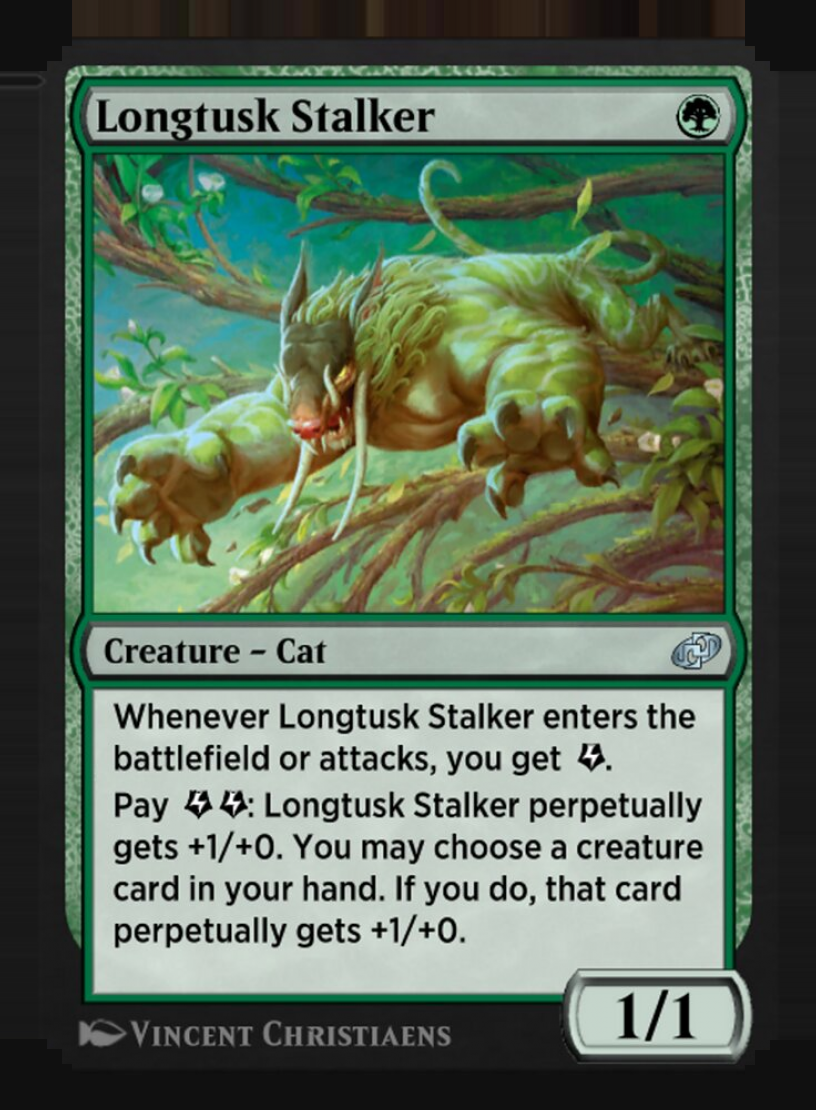 Longtusk Stalker
Creature – Cat
Whenever Longtusk Stalker enters the
battlefield or attacks, you get .
Pay : Longtusk Stalker perpetually
gets +1/+0. You may choose a creature
card in your hand. If you do, that card
perpetually gets +1/+0.
1/1
Vincent Christiaens